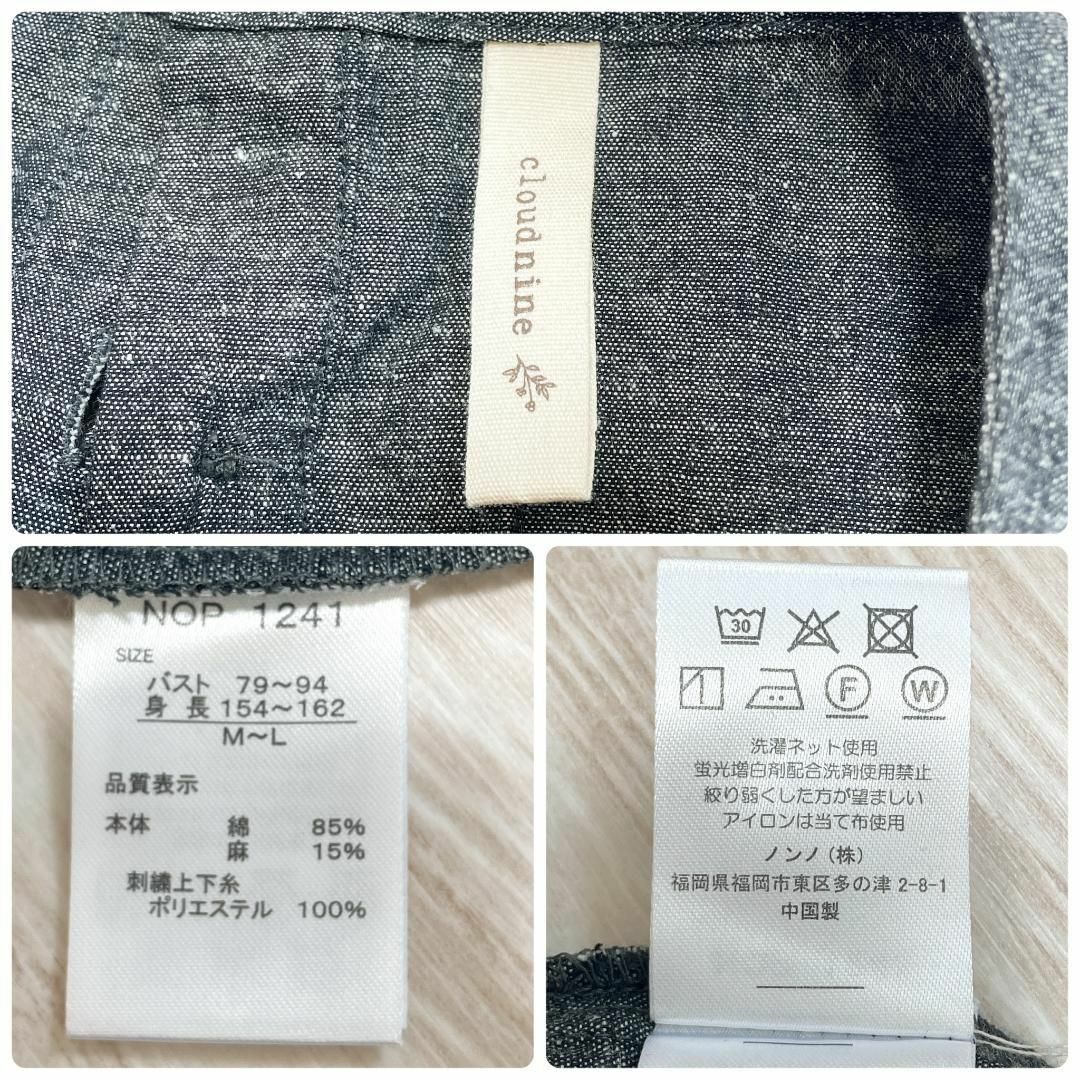 cloudnine
NOP 1241
SIZE
バスト 79～94
身長 154～162
M～L
品質表示
本体 綿 85%
麻 15%
刺繍上下糸
ポリエステル 100%
30
F W
洗濯ネット使用
蛍光増白剤配合洗剤使用禁止
絞り弱くした方が望ましい
アイロンは当て布使用
ノンノ(株)
福岡県福岡市東区多の津 2-8-1
中国製